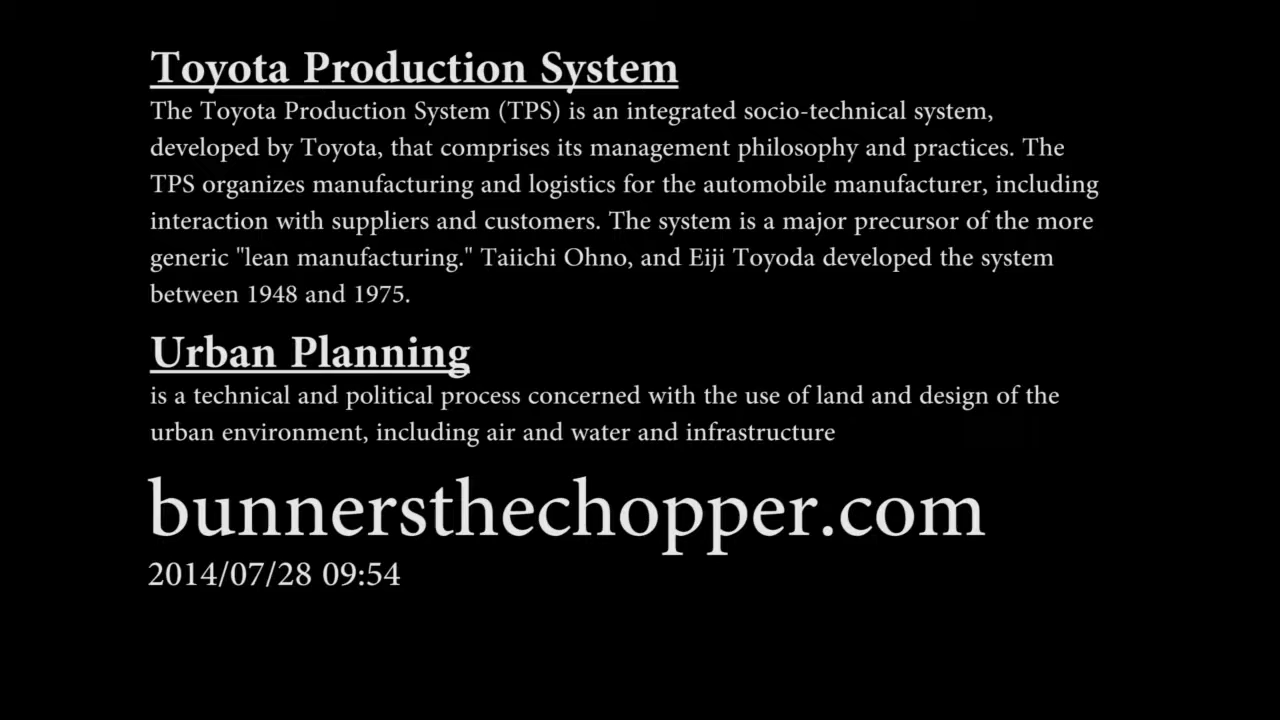 Toyota Production System
The Toyota Production System (TPS) is an integrated socio-technical system,
developed by Toyota, that comprises its management philosophy and practices. The
TPS organizes manufacturing and logistics for the automobile manufacturer, including
interaction with suppliers and customers. The system is a major precursor of the more
generic "lean manufacturing." Taiichi Ohno, and Eiji Toyoda developed the system
between 1948 and 1975.
Urban Planning
is a technical and political process concerned with the use of land and design of the
urban environment, including air and water and infrastructure
bunnersthechopper.com
2014/07/28 09:54